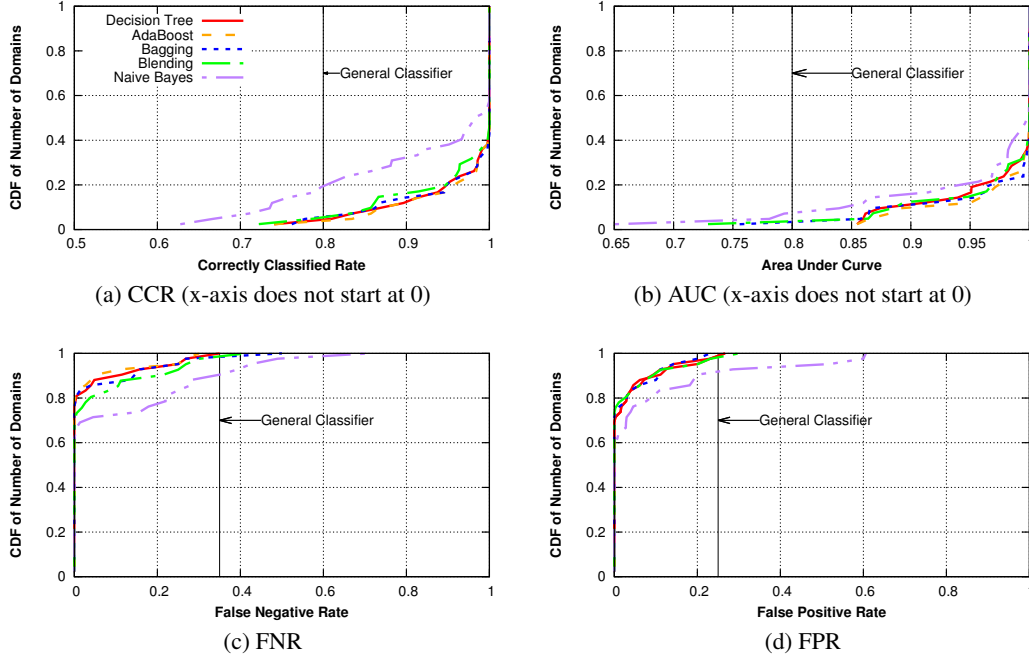 CDF of Number of Domains
1
0.8
0.6
0.4
0.2
0
Decision Tree
AdaBoost
Bagging
Blending
Naive Bayes
General Classifier
0.5 0.6 0.7 0.8 0.9 1
Correctly Classified Rate
(a) CCR (x-axis does not start at 0)
CDF of Number of Domains
1
0.8
0.6
0.4
0.2
0
General Classifier
0.65 0.7 0.75 0.8 0.85 0.9 0.95 1
Area Under Curve
(b) AUC (x-axis does not start at 0)
CDF of Number of Domains
1
0.8
0.6
0.4
0.2
0
General Classifier
0 0.2 0.4 0.6 0.8 1
False Negative Rate
(c) FNR
CDF of Number of Domains
1
0.8
0.6
0.4
0.2
0
General Classifier
0 0.2 0.4 0.6 0.8 1
False Positive Rate
(d) FPR